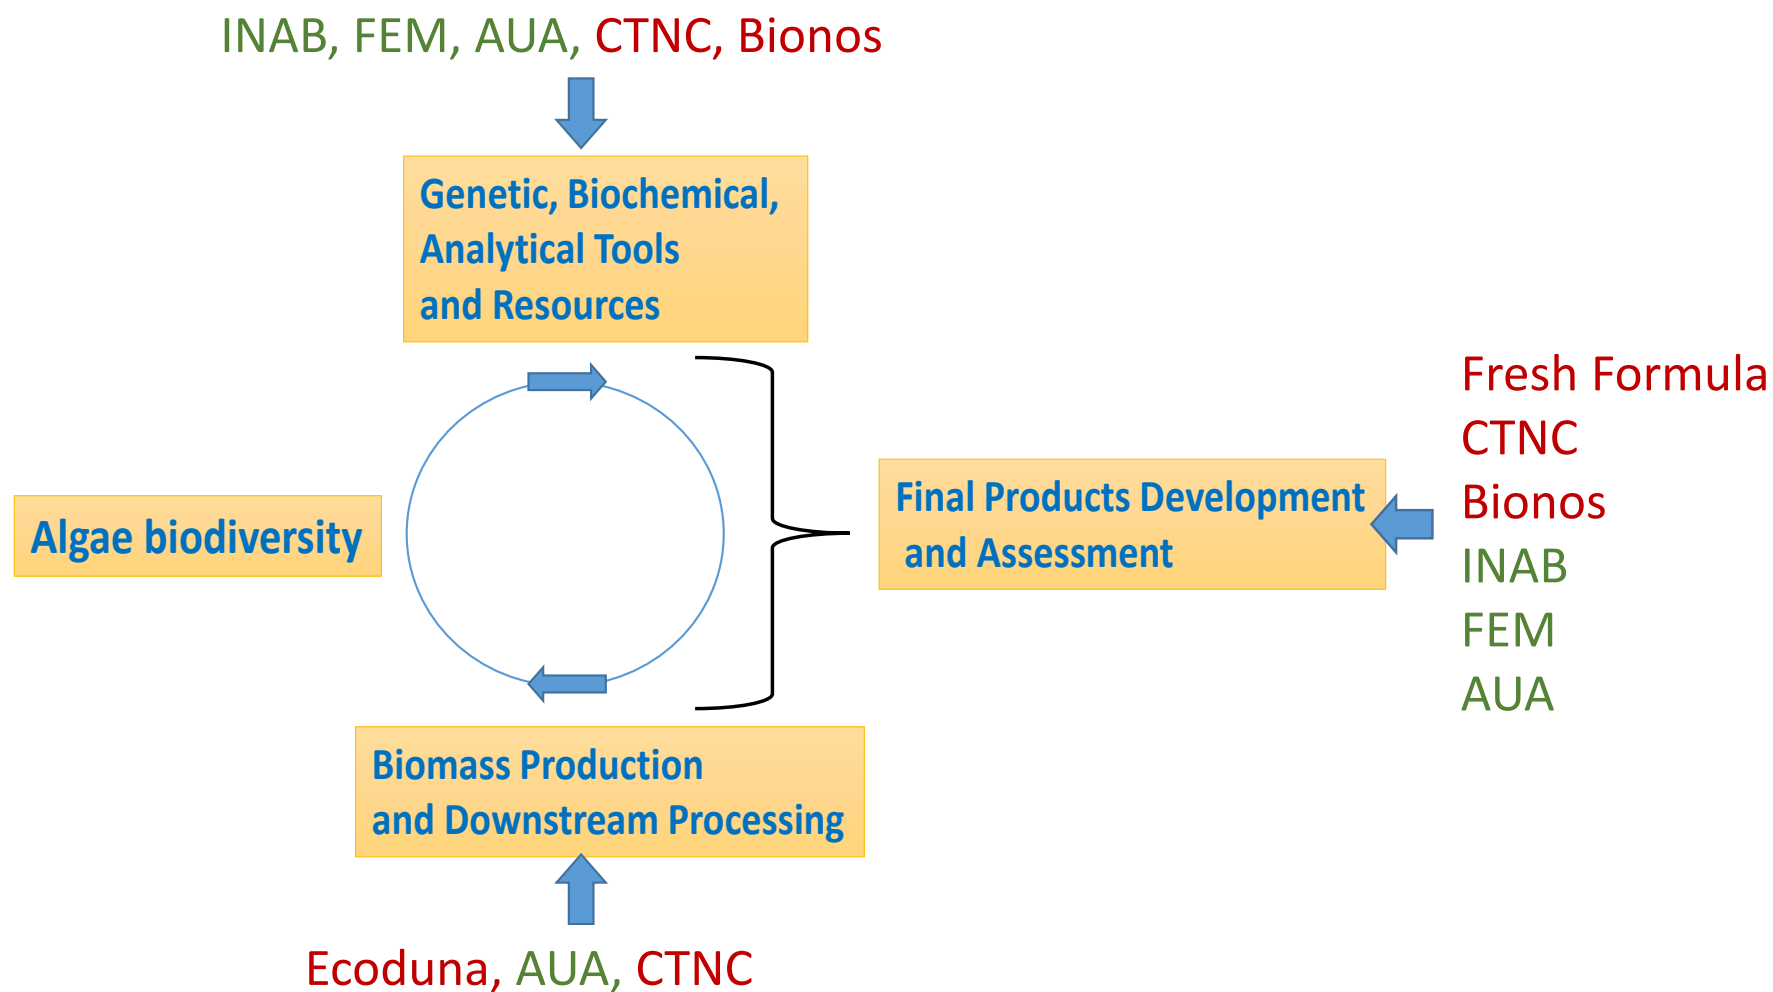 INAB, FEM, AUA, CTNC, Bionos
Genetic, Biochemical,
Analytical Tools
and Resources
Algae biodiversity
Final Products Development
and Assessment
Fresh Formula
CTNC
Bionos
INAB
FEM
AUA
Biomass Production
and Downstream Processing
Ecoduna, AUA, CTNC